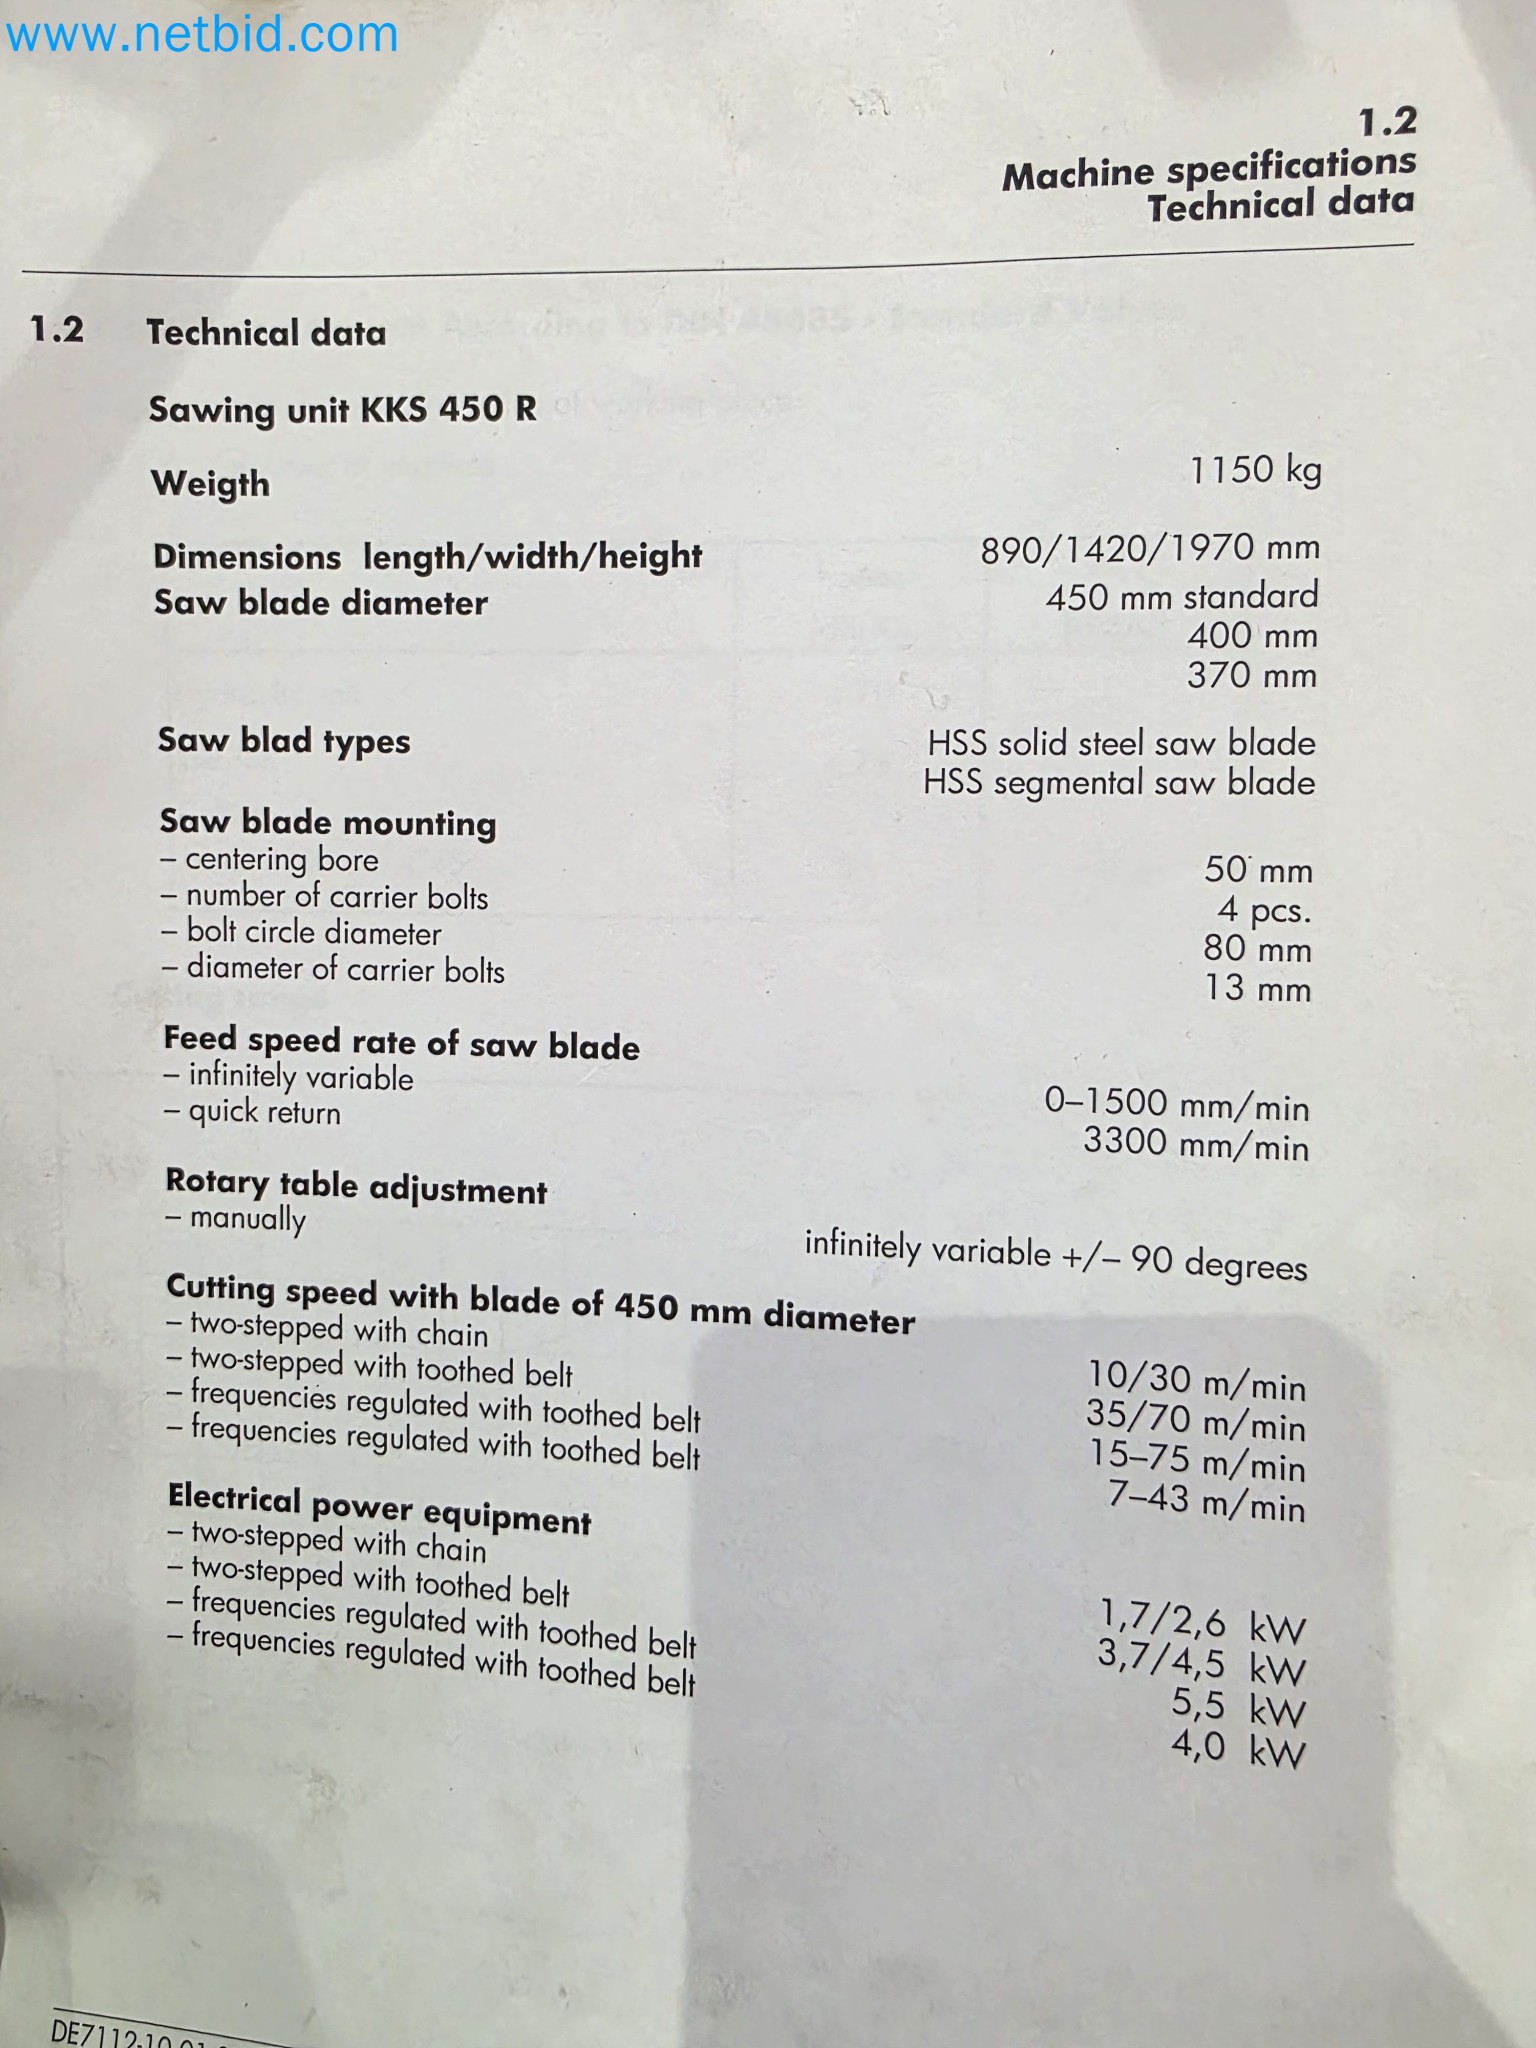 www.netbid.com
1.2
Machine specifications
Technical data
1.2 Technical data
Sawing unit KKS 450 R
Weigth 1150 kg
Dimensions length/width/height 890/1420/1970 mm
Saw blade diameter 450 mm standard
400 mm
370 mm
Saw blad types HSS solid steel saw blade
HSS segmental saw blade
Saw blade mounting
– centering bore 50 mm
– number of carrier bolts 4 pcs.
– bolt circle diameter 80 mm
– diameter of carrier bolts 13 mm
Feed speed rate of saw blade
– infinitely variable 0–1500 mm/min
– quick return 3300 mm/min
Rotary table adjustment
– manually infinitely variable +/– 90 degrees
Cutting speed with blade of 450 mm diameter
– two-stepped with chain 10/30 m/min
– two-stepped with toothed belt 35/70 m/min
– frequencies regulated with toothed belt 15–75 m/min
– frequencies regulated with toothed belt 7–43 m/min
Electrical power equipment
– two-stepped with chain 1,7/2,6 kW
– two-stepped with toothed belt 3,7/4,5 kW
– frequencies regulated with toothed belt 5,5 kW
– frequencies regulated with toothed belt 4,0 kW